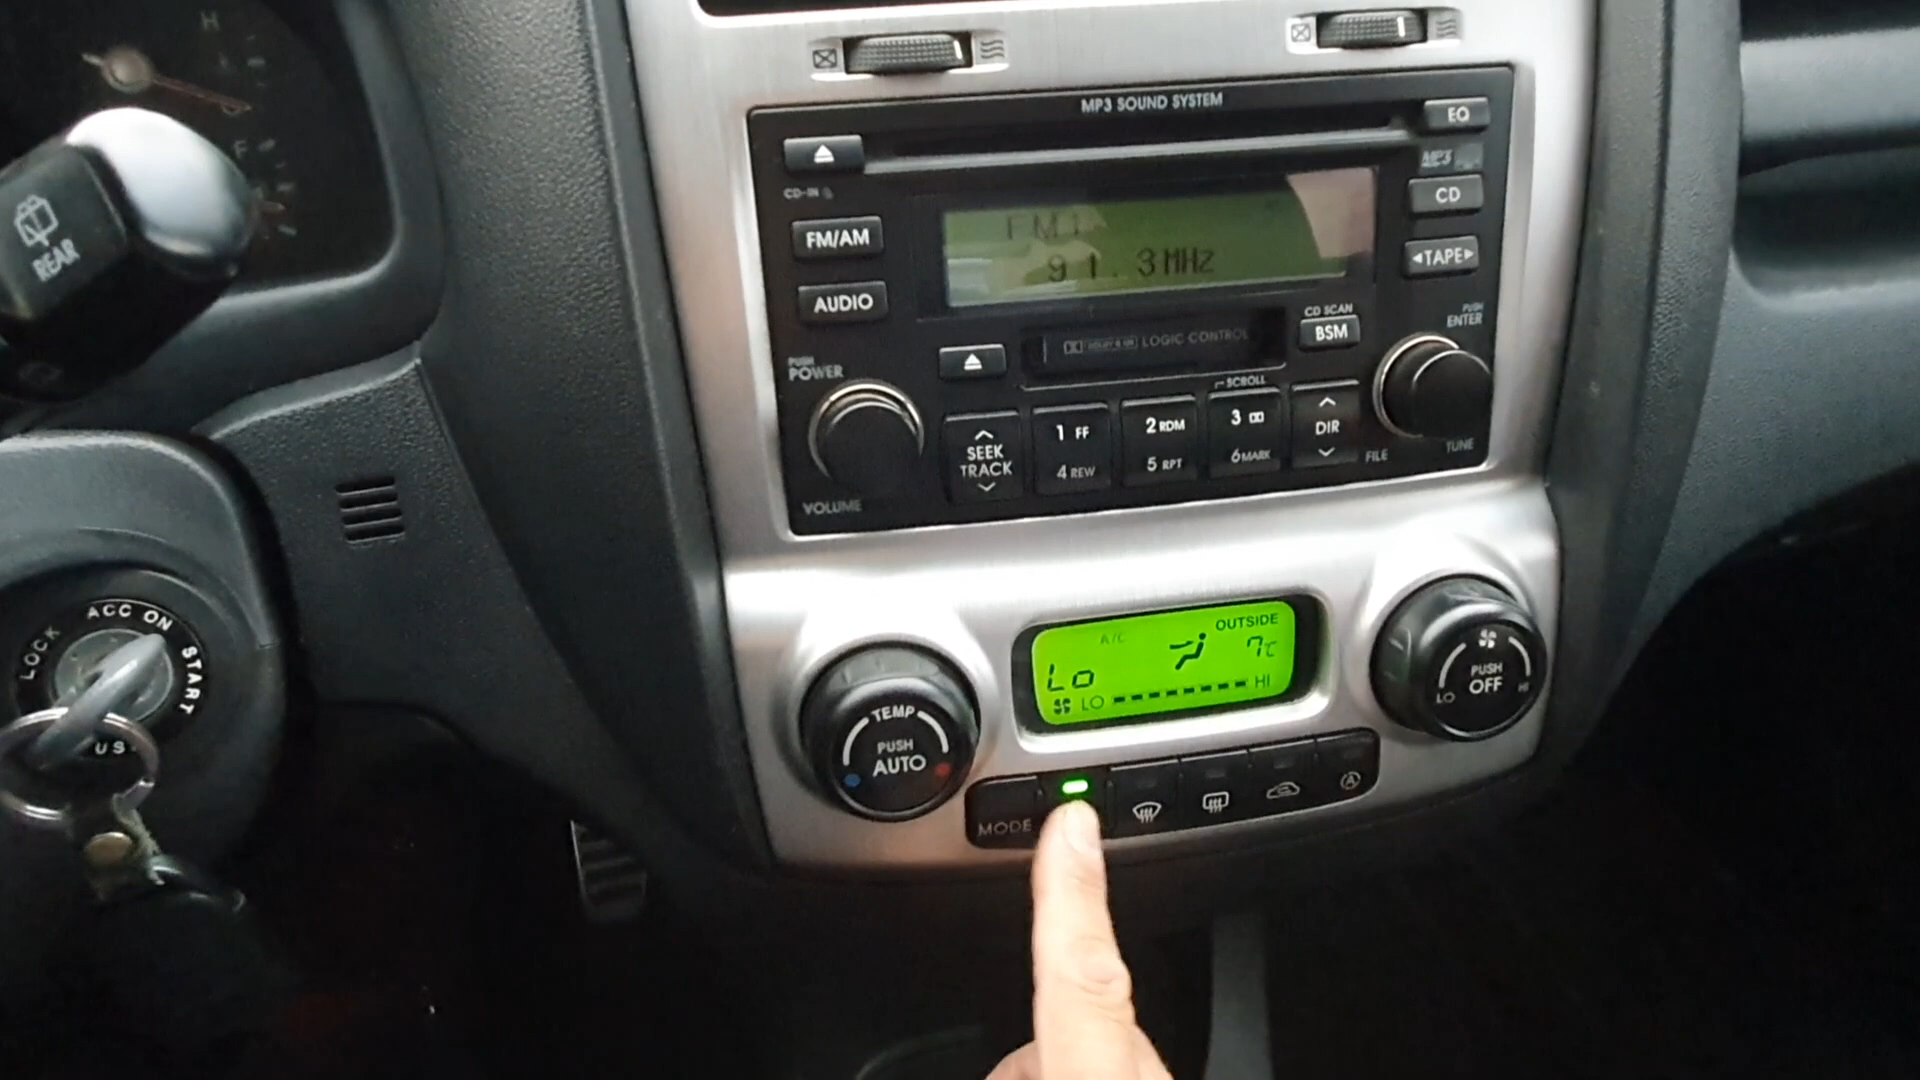 H
F
REAR
MP3 SOUND SYSTEM
EQ
MP3
CD-IN
CD
FM/AM
FM1
91.3MHz
TAPE
AUDIO
CD SCAN
BSM
PUSH
ENTER
LOGIC CONTROL
PUSH
POWER
SCROLL
1 FF
2 RDM
3
DIR
SEEK
TRACK
4 REW
5 RPT
6 MARK
FILE
TUNE
VOLUME
LOCK
ACC ON
START
US
A/C
OUTSIDE
7°C
Lo
LO
HI
TEMP
PUSH
AUTO
PUSH
OFF
LO
HI
MODE
A